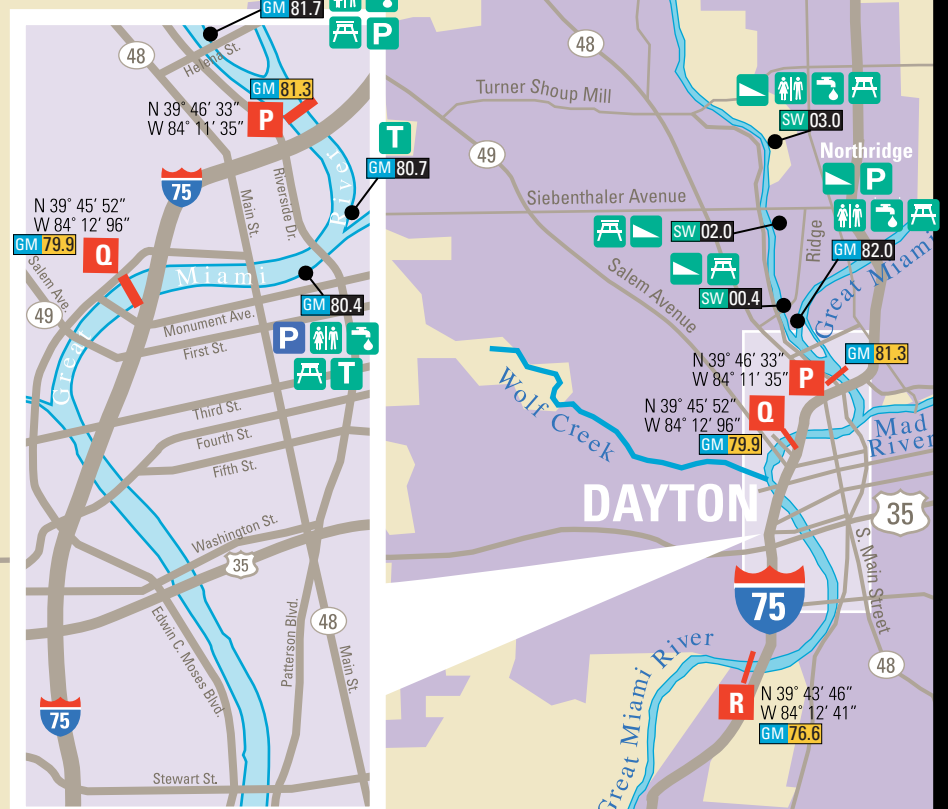 GM 81.7
P
48
Helena St.
GM 81.3
N 39° 46' 33”
W 84° 11' 35”
P
T
GM 80.7
River
75
Riverside Dr.
Main St.
N 39° 45' 52”
W 84° 12' 96”
GM 79.9
Q
Salem Ave.
Miami
GM 80.4
49
Monument Ave.
First St.
P
T
Great
Third St.
Fourth St.
Fifth St.
Washington St.
35
Edwin C. Moses Blvd.
Patterson Blvd.
48
Main St.
75
Stewart St.
48
Turner Shoup Mill
SW 03.0
49
Northridge
P
Siebenthaler Avenue
SW 02.0
Ridge
GM 82.0
Salem Avenue
SW 00.4
Great Miami
N 39° 46' 33”
W 84° 11' 35”
P
GM 81.3
Wolf Creek
N 39° 45' 52”
W 84° 12' 96”
Q
GM 79.9
Mad
River
DAYTON
35
S. Main Street
75
48
Great Miami River
R
N 39° 43' 46”
W 84° 12' 41”
GM 76.6